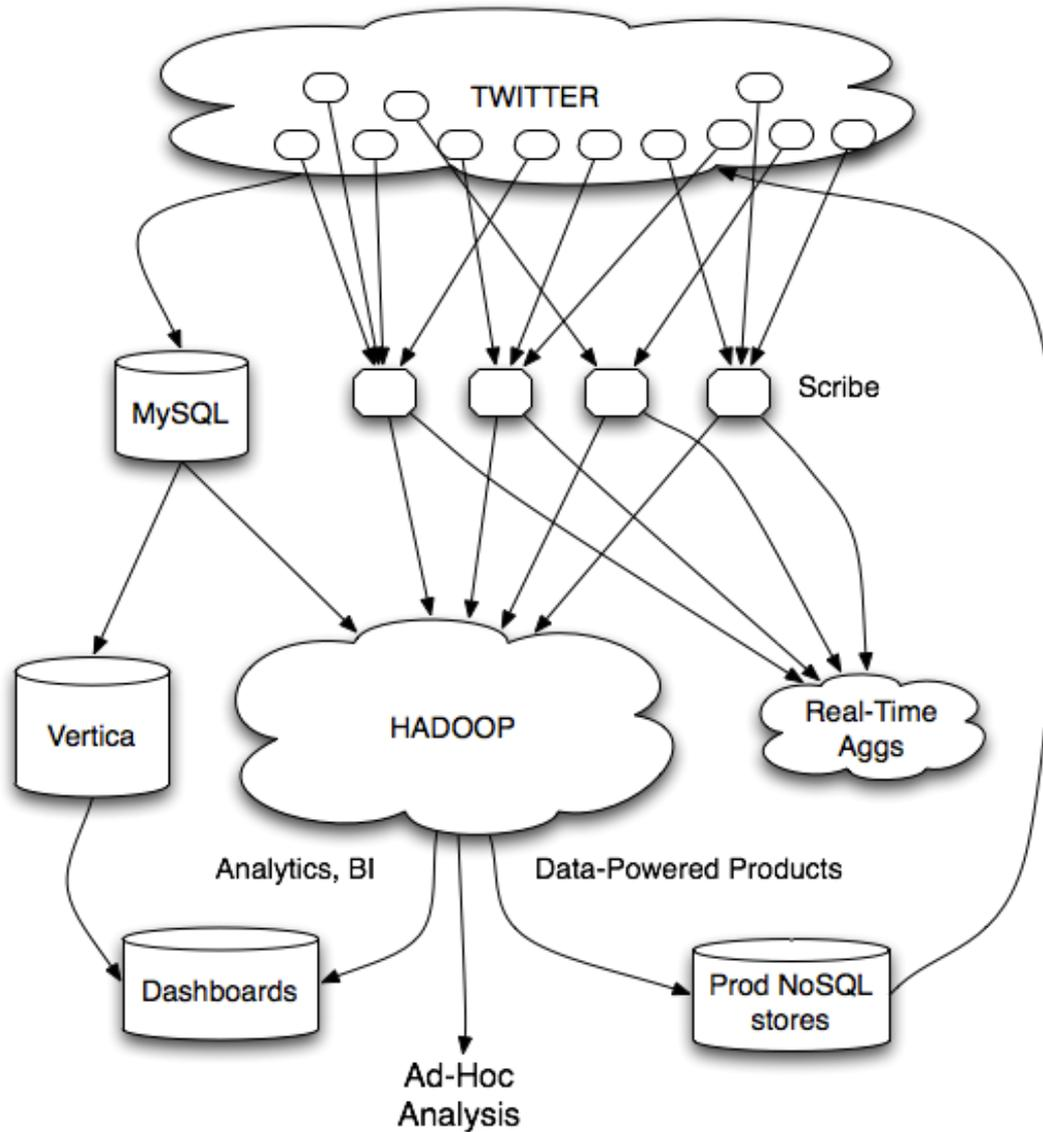 TWITTER
MySQL
Scribe
Vertica
HADOOP
Real-Time
Aggs
Analytics, BI
Data-Powered Products
Dashboards
Prod NoSQL
stores
Ad-Hoc
Analysis